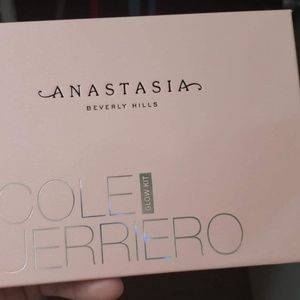 ANASTASIA
BEVERLY HILLS
COLE
GLOW KIT
UERRIERO